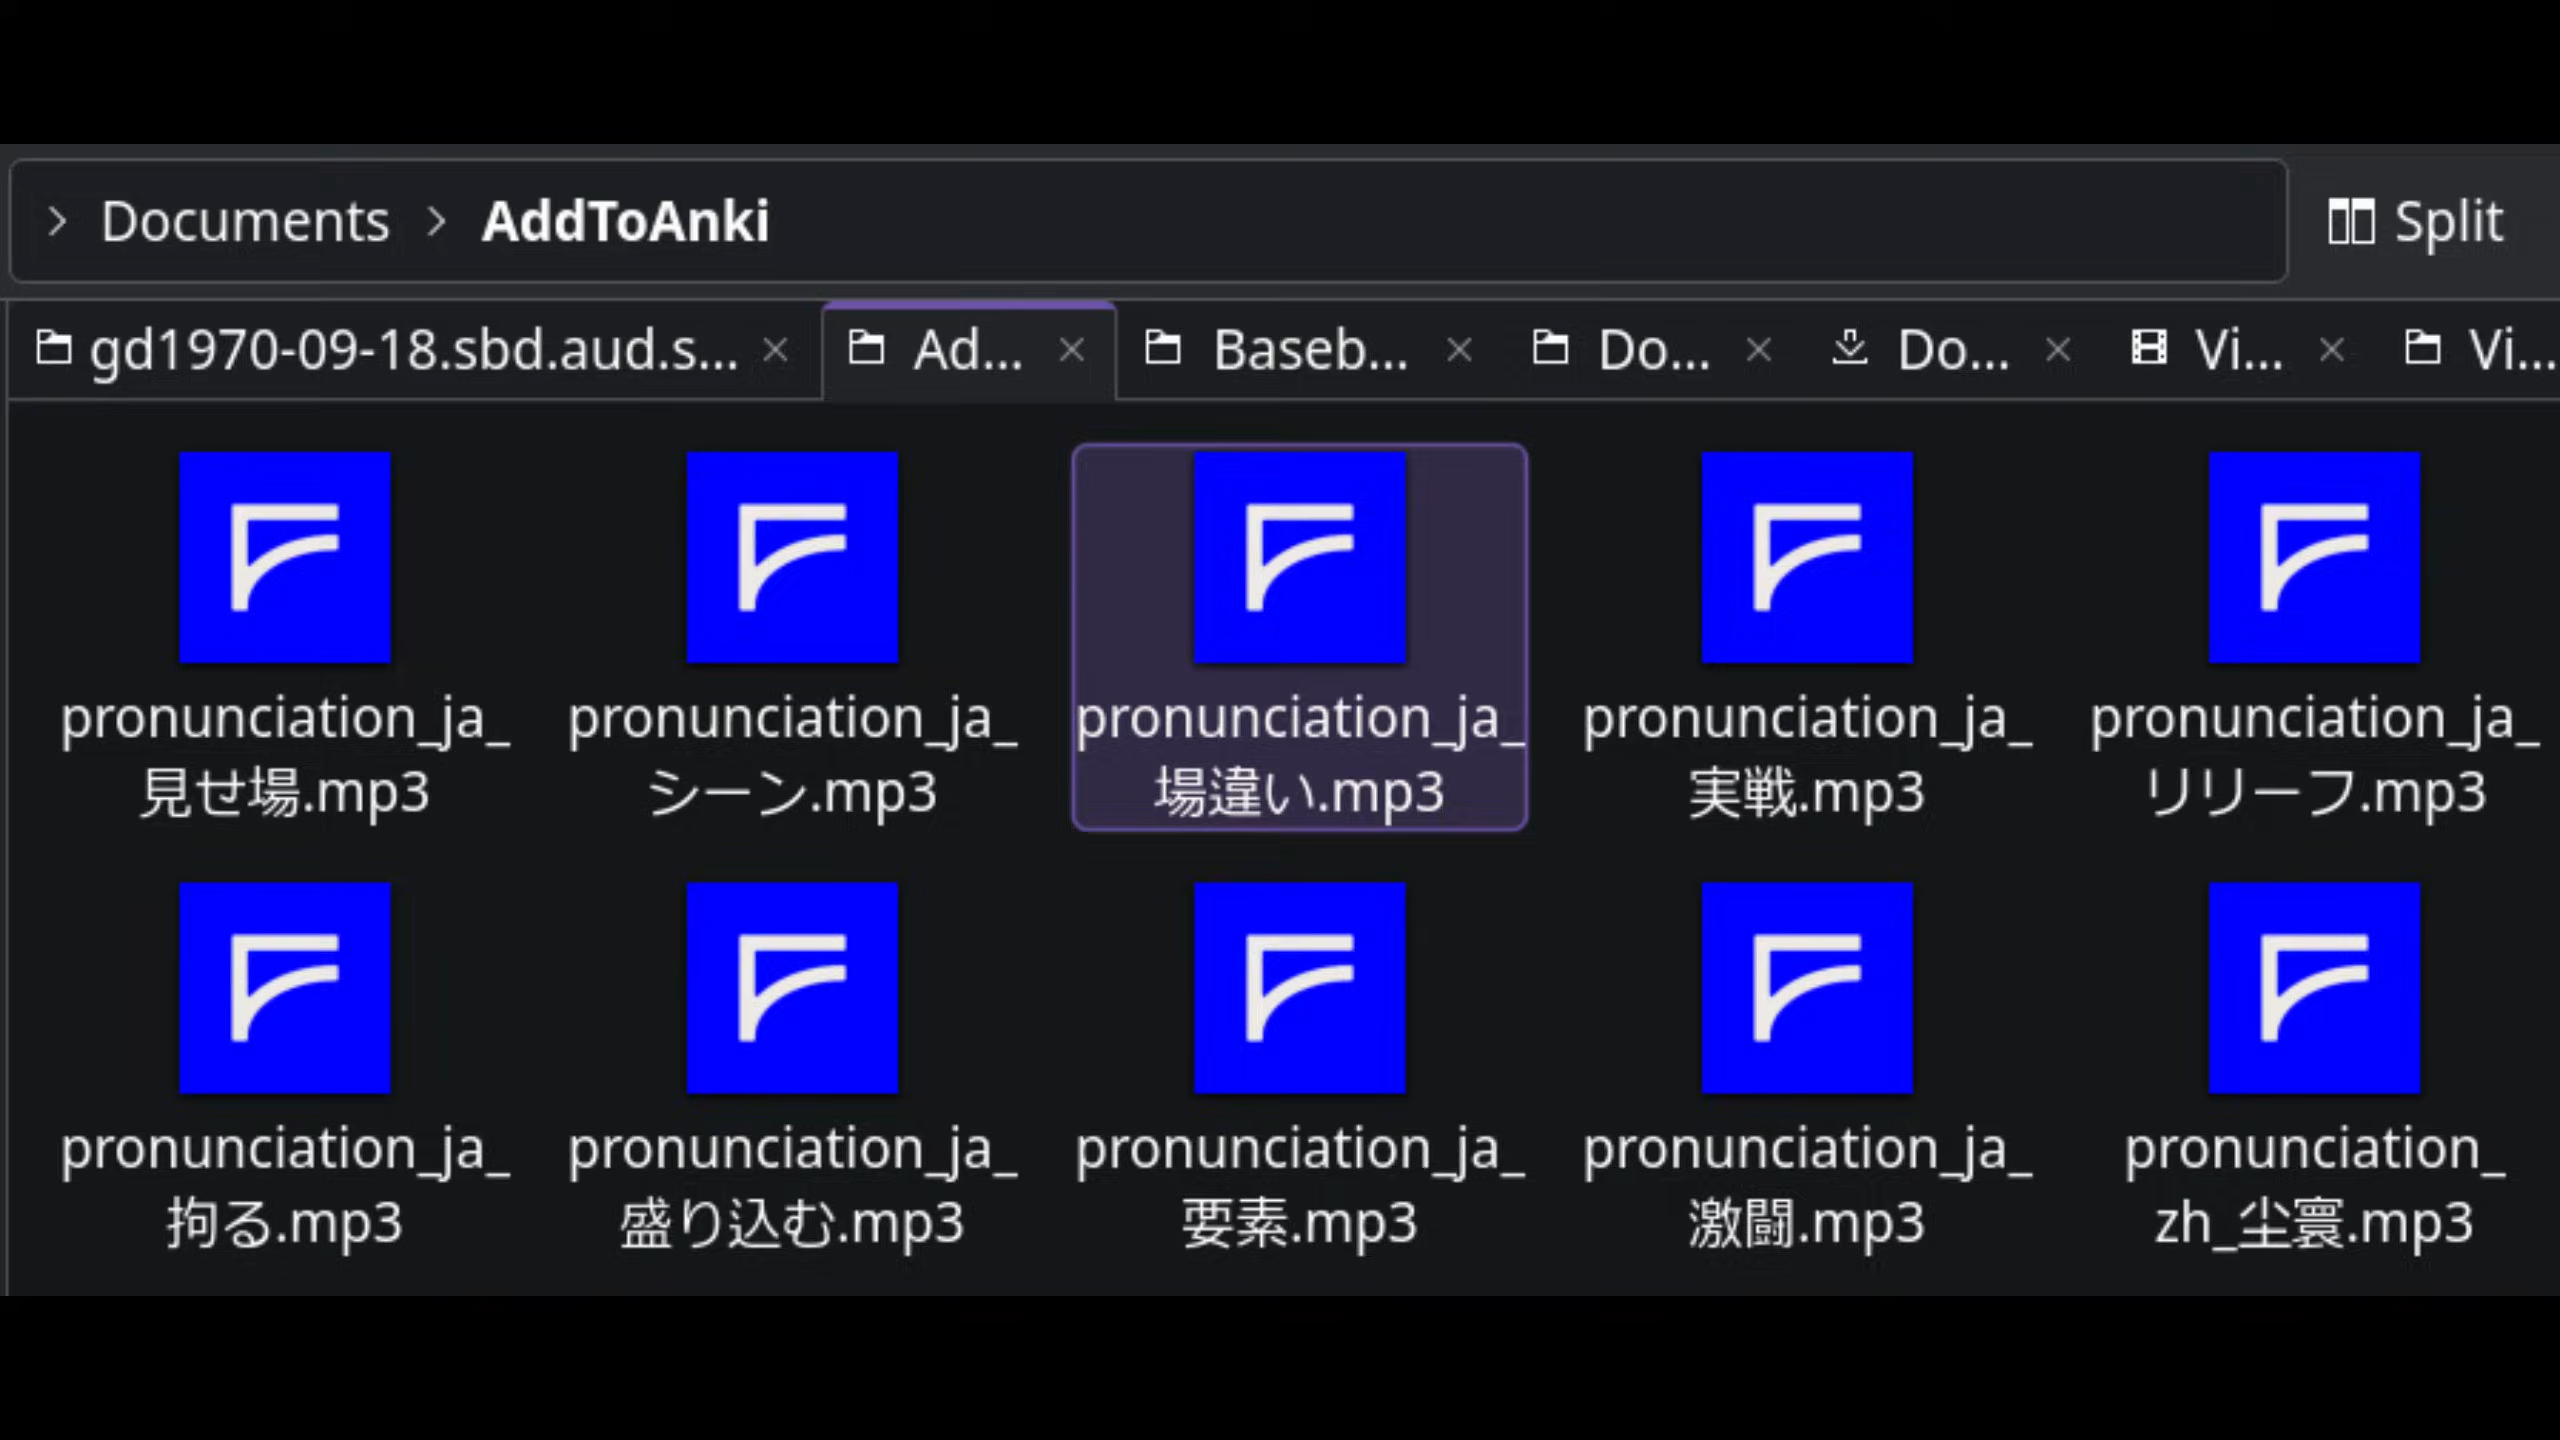 Documents AddToAnki Split
gd1970-09-18.sbd.aud.s... Ad... Baseb... Do... Do... Vi... Vi...
pronunciation_ja_ pronunciation_ja_ pronunciation_ja_ pronunciation_ja_ pronunciation_ja_
見せ場.mp3 シーン.mp3 場違い.mp3 実戦.mp3 リリーフ.mp3
pronunciation_ja_ pronunciation_ja_ pronunciation_ja_ pronunciation_ja_ pronunciation_
拘る.mp3 盛り込む.mp3 要素.mp3 激闘.mp3 zh_尘寰.mp3